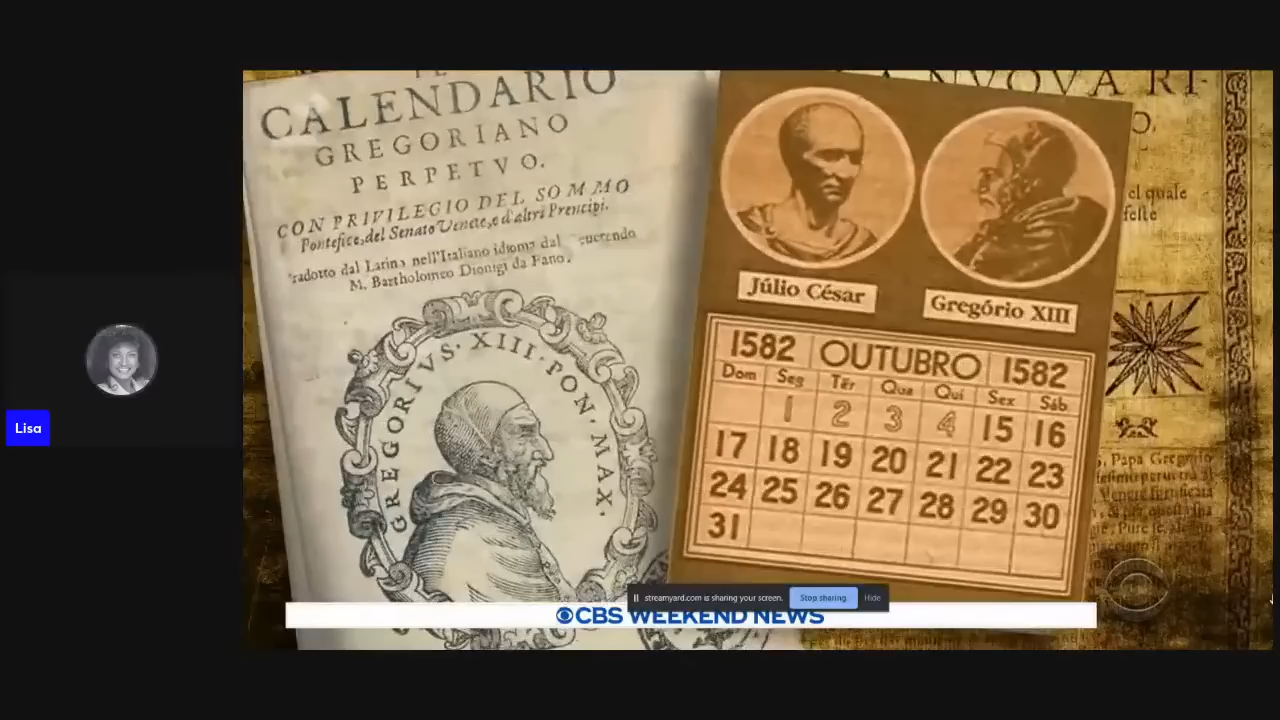 CALENDARIO
GREGORIANO
PERPETVO.
CON PRIVILEGIO DEL SOMMO
Pontefice, del Senato Veneto, e d'altri Prencipi.
radotto dal Latino nell'Italiano idioma dal
M. Bartholomeo Dionigi da Fano.
GREGORIVS · XIII · PON · MAX.
NVOVA RI
el quale
feste
Júlio César
Gregório XIII
1582 OUTUBRO 1582
Dom Seg Ter Qua Qui Sex Sáb
1 2 3 4 15 16
17 18 19 20 21 22 23
24 25 26 27 28 29 30
31
Papa Gregorio
Lisa
streamyard.com is sharing your screen. Stop sharing. Hide
CBS WEEKEND NEWS